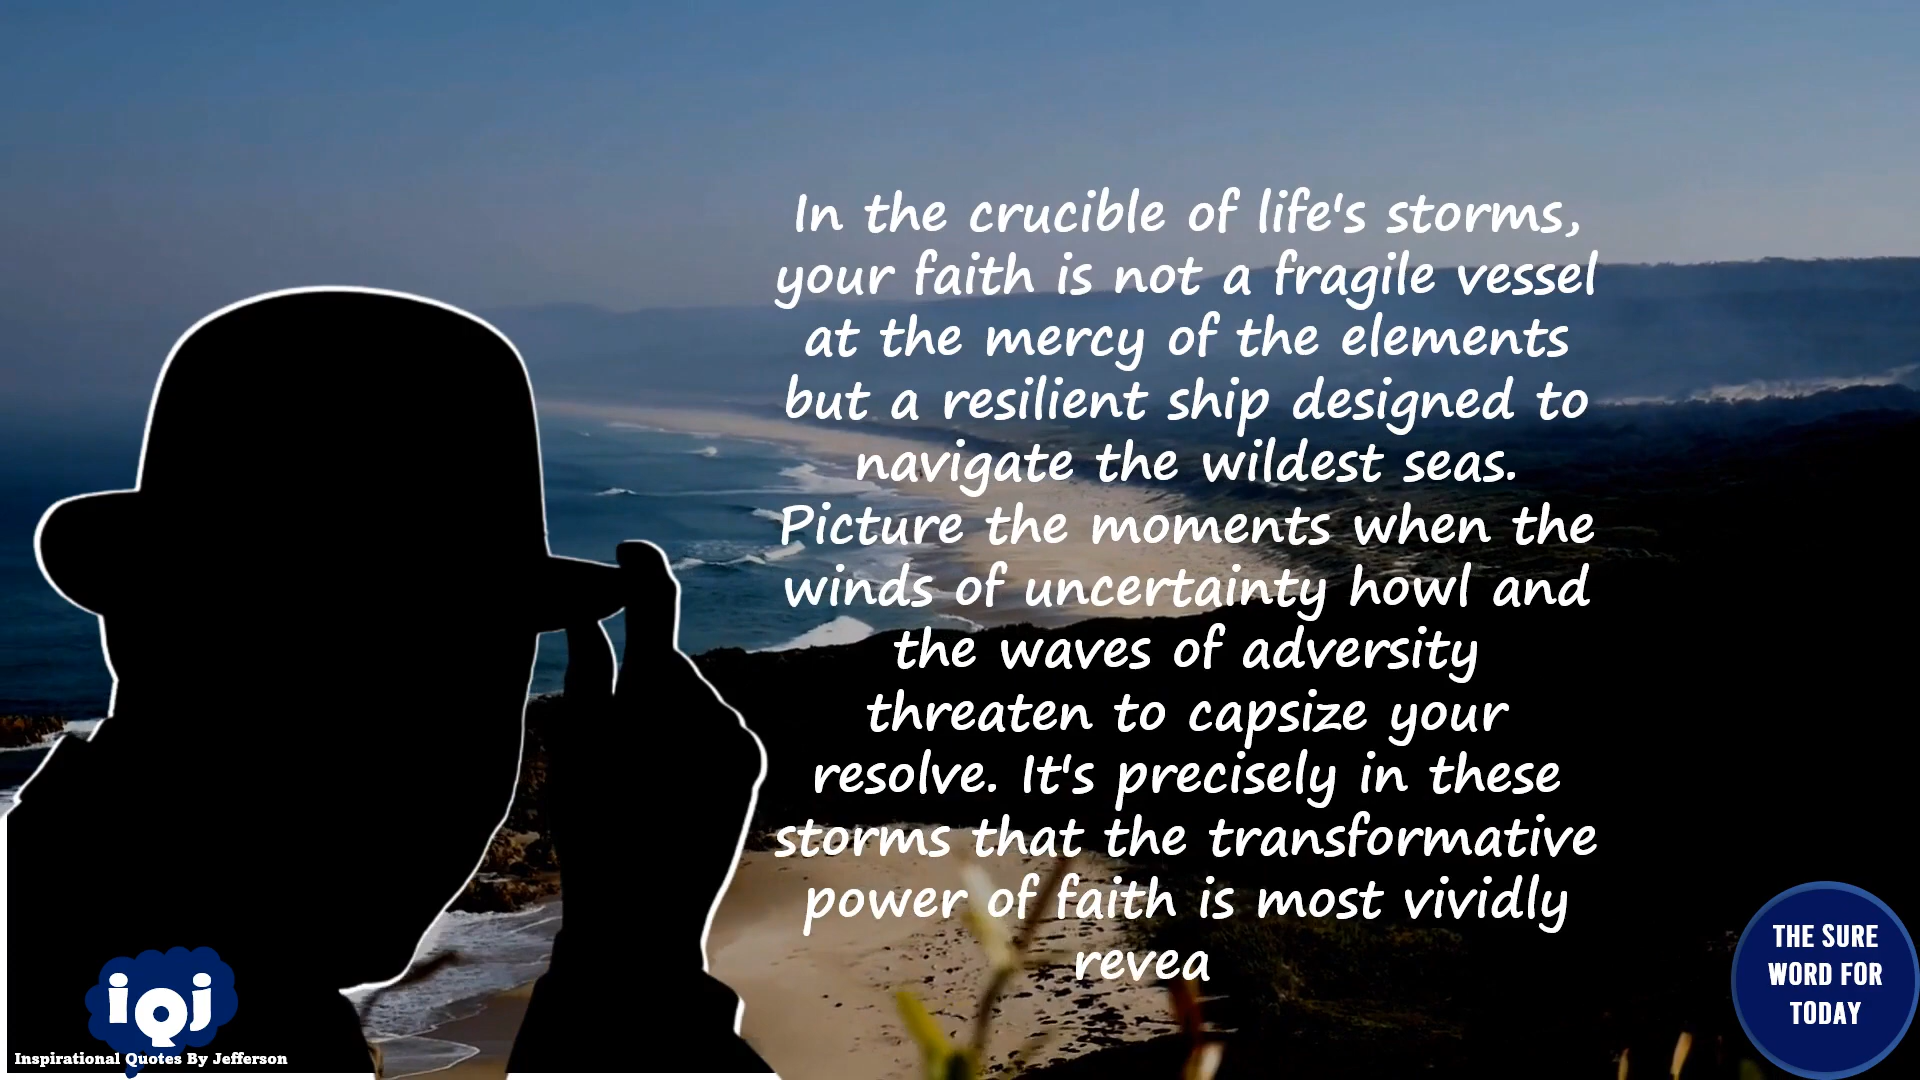 In the crucible of life's storms,
your faith is not a fragile vessel
at the mercy of the elements
but a resilient ship designed to
navigate the wildest seas.
Picture the moments when the
winds of uncertainty howl and
the waves of adversity
threaten to capsize your
resolve. It's precisely in these
storms that the transformative
power of faith is most vividly
revea
iQj
Inspirational Quotes By Jefferson
THE SURE
WORD FOR
TODAY